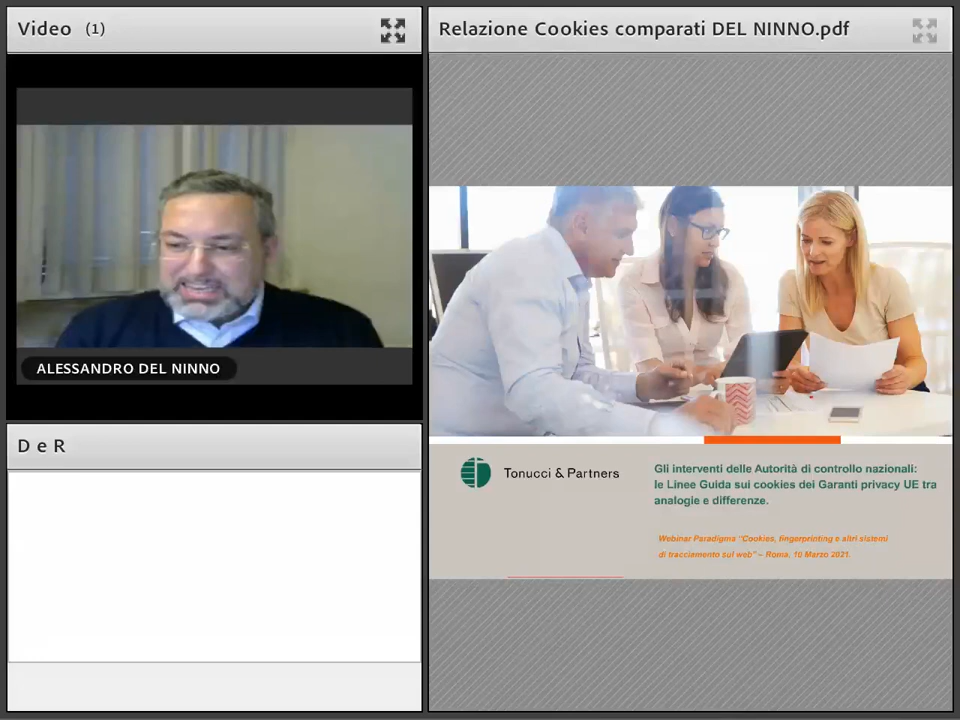 Video (1)
ALESSANDRO DEL NINNO
D e R
Relazione Cookies comparati DEL NINNO.pdf
Tonucci & Partners
Gli interventi delle Autorità di controllo nazionali:
le Linee Guida sui cookies dei Garanti privacy UE tra
analogie e differenze.
Webinar Paradigma "Cookies, fingerprinting e altri sistemi
di tracciamento sul web" – Roma, 10 Marzo 2021.